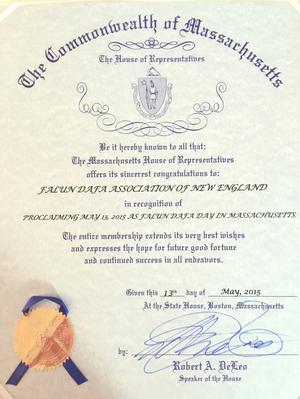 The Commonwealth of Massachusetts
The House of Representatives
Be it hereby known to all that:
The Massachusetts House of Representatives
offers its sincerest congratulations to:
FALUN DAFA ASSOCIATION OF NEW ENGLAND
in recognition of
PROCLAIMING MAY 13, 2015 AS FALUN DAFA DAY IN MASSACHUSETTS
The entire membership extends its very best wishes
and expresses the hope for future good fortune
and continued success in all endeavors.
Given this 13th day of May, 2015
At the State House, Boston, Massachusetts
by:
Robert A. DeLeo
Speaker of the House